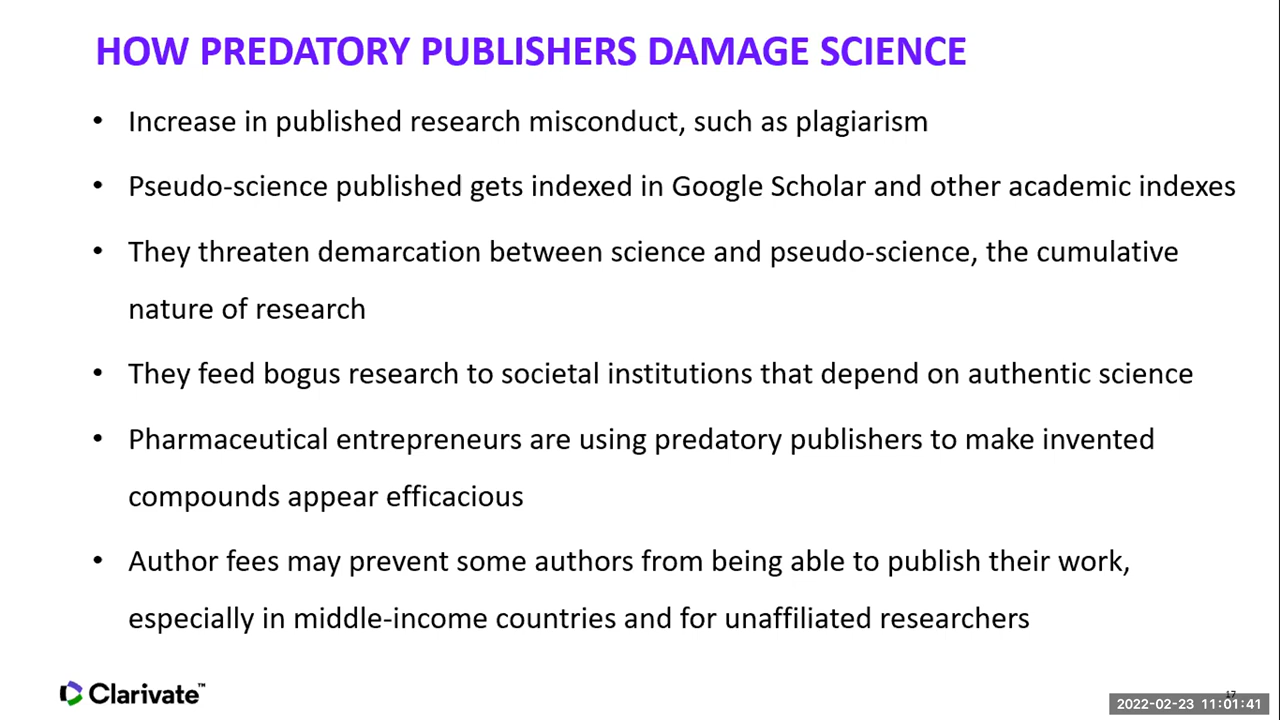 HOW PREDATORY PUBLISHERS DAMAGE SCIENCE
• Increase in published research misconduct, such as plagiarism
• Pseudo-science published gets indexed in Google Scholar and other academic indexes
• They threaten demarcation between science and pseudo-science, the cumulative
nature of research
• They feed bogus research to societal institutions that depend on authentic science
• Pharmaceutical entrepreneurs are using predatory publishers to make invented
compounds appear efficacious
• Author fees may prevent some authors from being able to publish their work,
especially in middle-income countries and for unaffiliated researchers
Clarivate™
17
2022-02-23 11:01:41